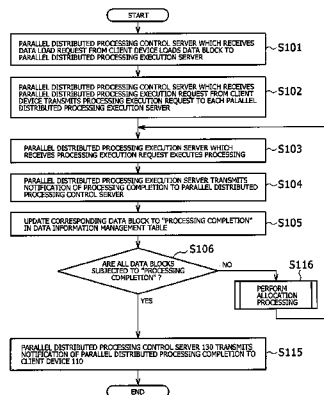 START
PARALLEL DISTRIBUTED PROCESSING CONTROL SERVER WHICH RECEIVES
DATA LOAD REQUEST FROM CLIENT DEVICE LOADS DATA BLOCK TO
PARALLEL DISTRIBUTED PROCESSING EXECUTION SERVER
S101
PARALLEL DISTRIBUTED PROCESSING CONTROL SERVER WHICH RECEIVES
PARALLEL DISTRIBUTED PROCESSING EXECUTION REQUEST FROM CLIENT
DEVICE TRANSMITS PROCESSING EXECUTION REQUEST TO EACH PALALLEL
DISTRIBUTED PROCESSING EXECUTION SERVER
S102
PARALLEL DISTRIBUTED PROCESSING EXECUTION SERVER WHICH
RECEIVES PROCESSING EXECUTION REQUEST EXECUTES PROCESSING
S103
PARALLEL DISTRIBUTED PROCESSING EXECUTION SERVER TRANSMITS
NOTIFICATION OF PROCESSING COMPLETION TO PARALLEL DISTRIBUTED
PROCESSING CONTROL SERVER
S104
UPDATE CORRESPONDING DATA BLOCK TO "PROCESSING COMPLETION"
IN DATA INFORMATION MANAGEMENT TABLE
S105
S106
ARE ALL DATA BLOCKS
SUBJECTED TO "PROCESSING
COMPLETION" ?
NO
S116
PERFORM
ALLOCATION
PROCESSING
YES
PARALLEL DISTRIBUTED PROCESSING CONTROL SERVER 130 TRANSMITS
NOTIFICATION OF PARALLEL DISTRIBUTED PROCESSING COMPLETION TO
CLIENT DEVICE 110
S115
END